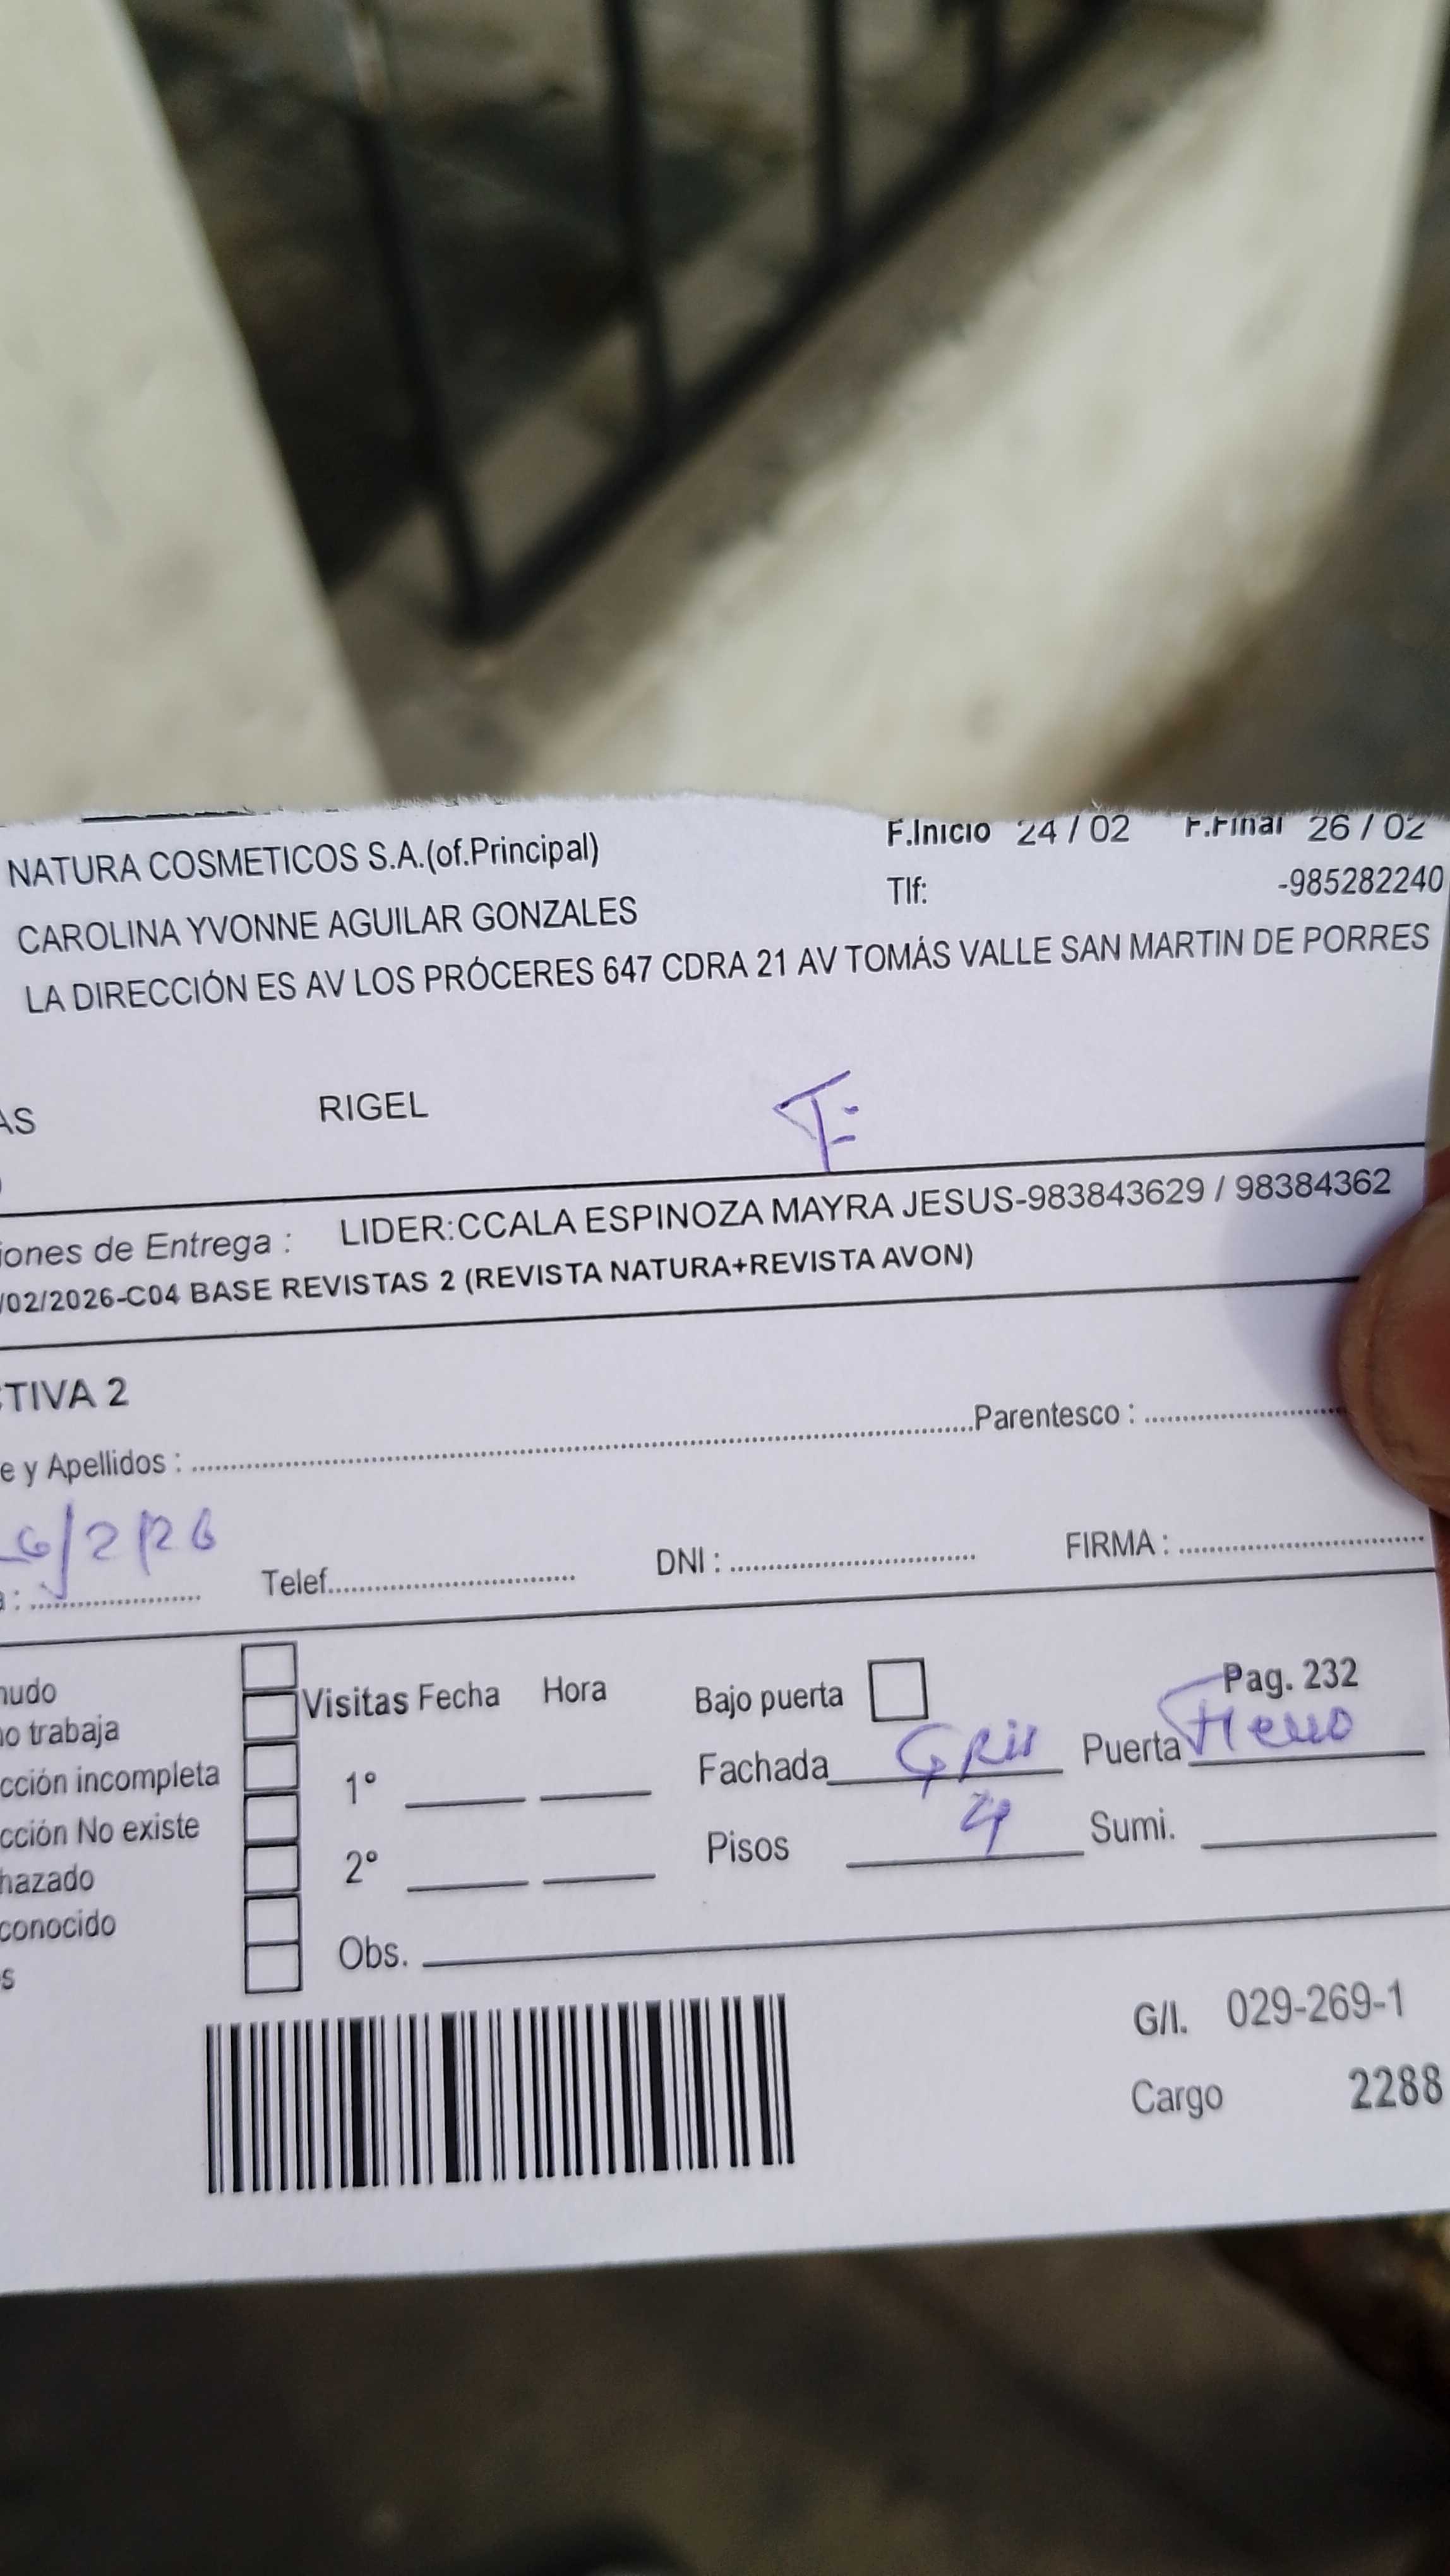 F.Inicio 24 / 02 F.Final 26 / 02
NATURA COSMETICOS S.A.(of.Principal)
Tlf: -985282240
CAROLINA YVONNE AGUILAR GONZALES
LA DIRECCIÓN ES AV LOS PRÓCERES 647 CDRA 21 AV TOMÁS VALLE SAN MARTIN DE PORRES
AS RIGEL
iones de Entrega : LIDER:CCALA ESPINOZA MAYRA JESUS-983843629 / 98384362
/02/2026-C04 BASE REVISTAS 2 (REVISTA NATURA+REVISTA AVON)
CTIVA 2
e y Apellidos : Parentesco :
6/2/26
a : Telef. DNI : FIRMA :
nudo
no trabaja
cción incompleta
cción No existe
hazado
conocido
s
Visitas Fecha Hora Bajo puerta Pag. 232
1° Fachada GRis Puerta
2° Pisos 4 Sumi.
Obs.
G/I. 029-269-1
Cargo 2288